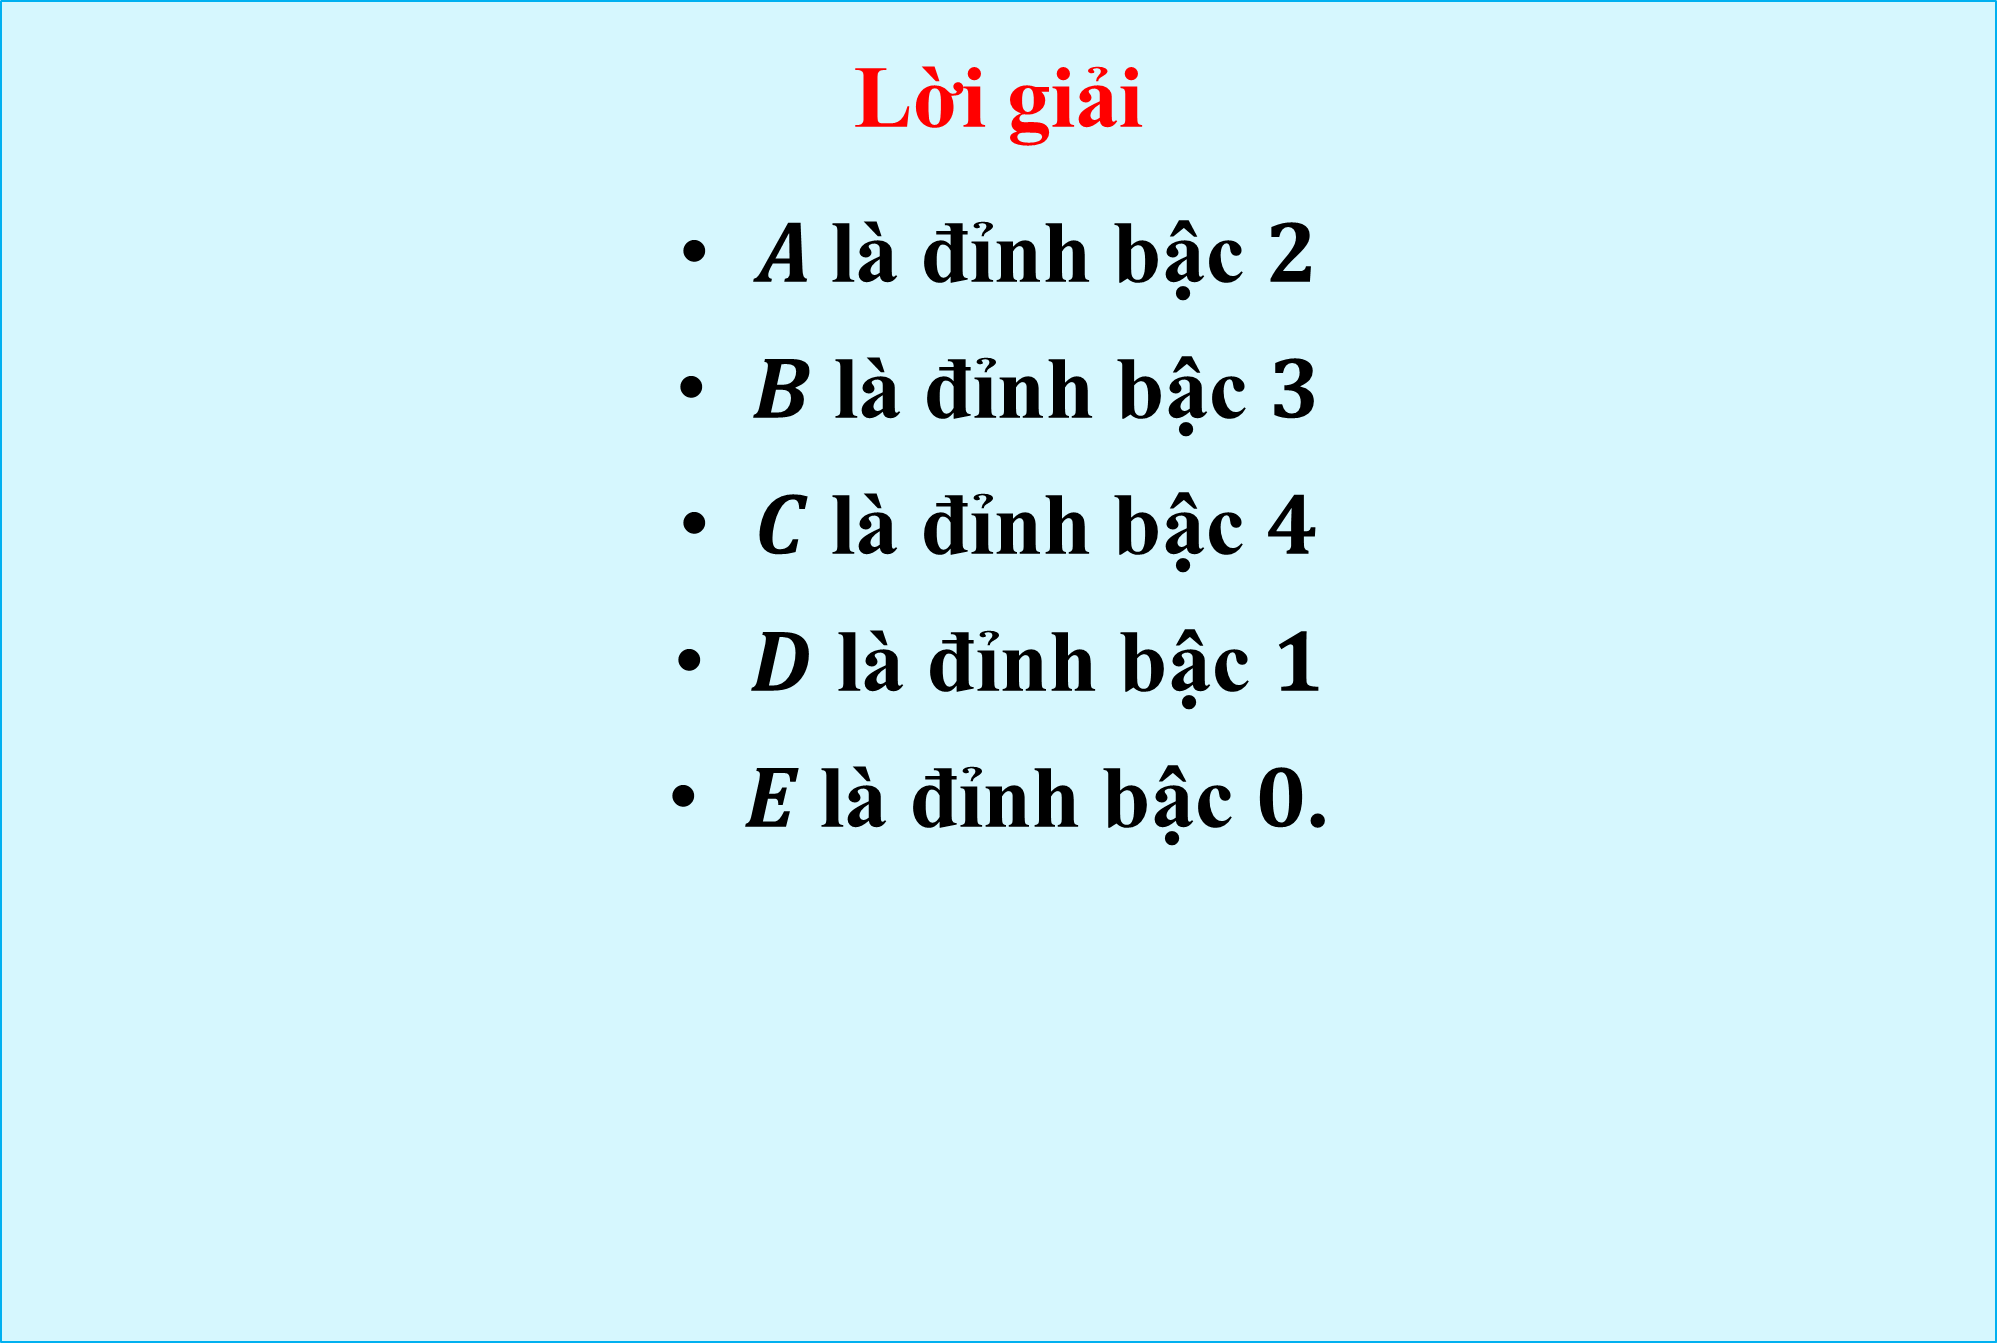 Lời giải
• A là đỉnh bậc 2
• B là đỉnh bậc 3
• C là đỉnh bậc 4
• D là đỉnh bậc 1
• E là đỉnh bậc 0.